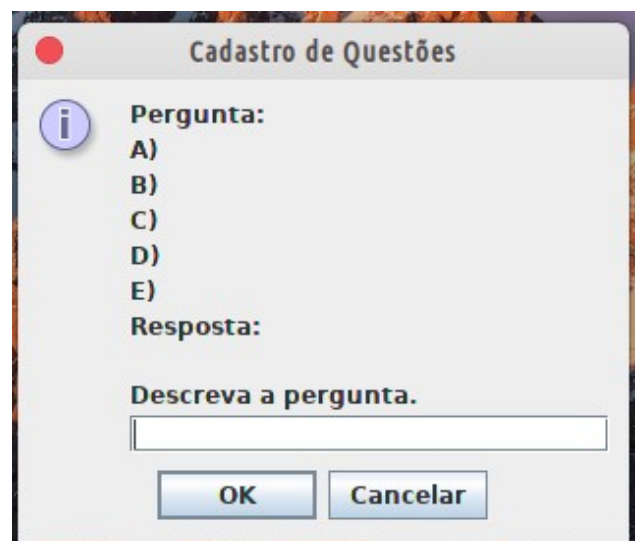 Cadastro de Questões
i
Pergunta:
A)
B)
C)
D)
E)
Resposta:
Descreva a pergunta.
OK Cancelar